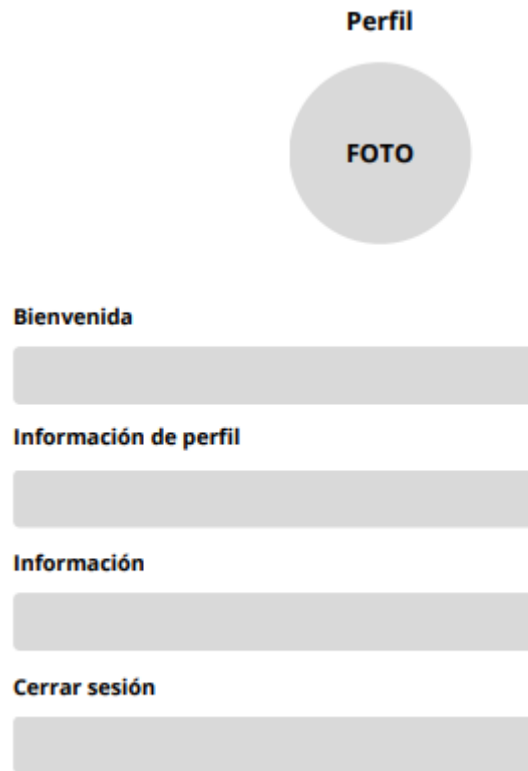 Perfil
FOTO
Bienvenida
Información de perfil
Información
Cerrar sesión